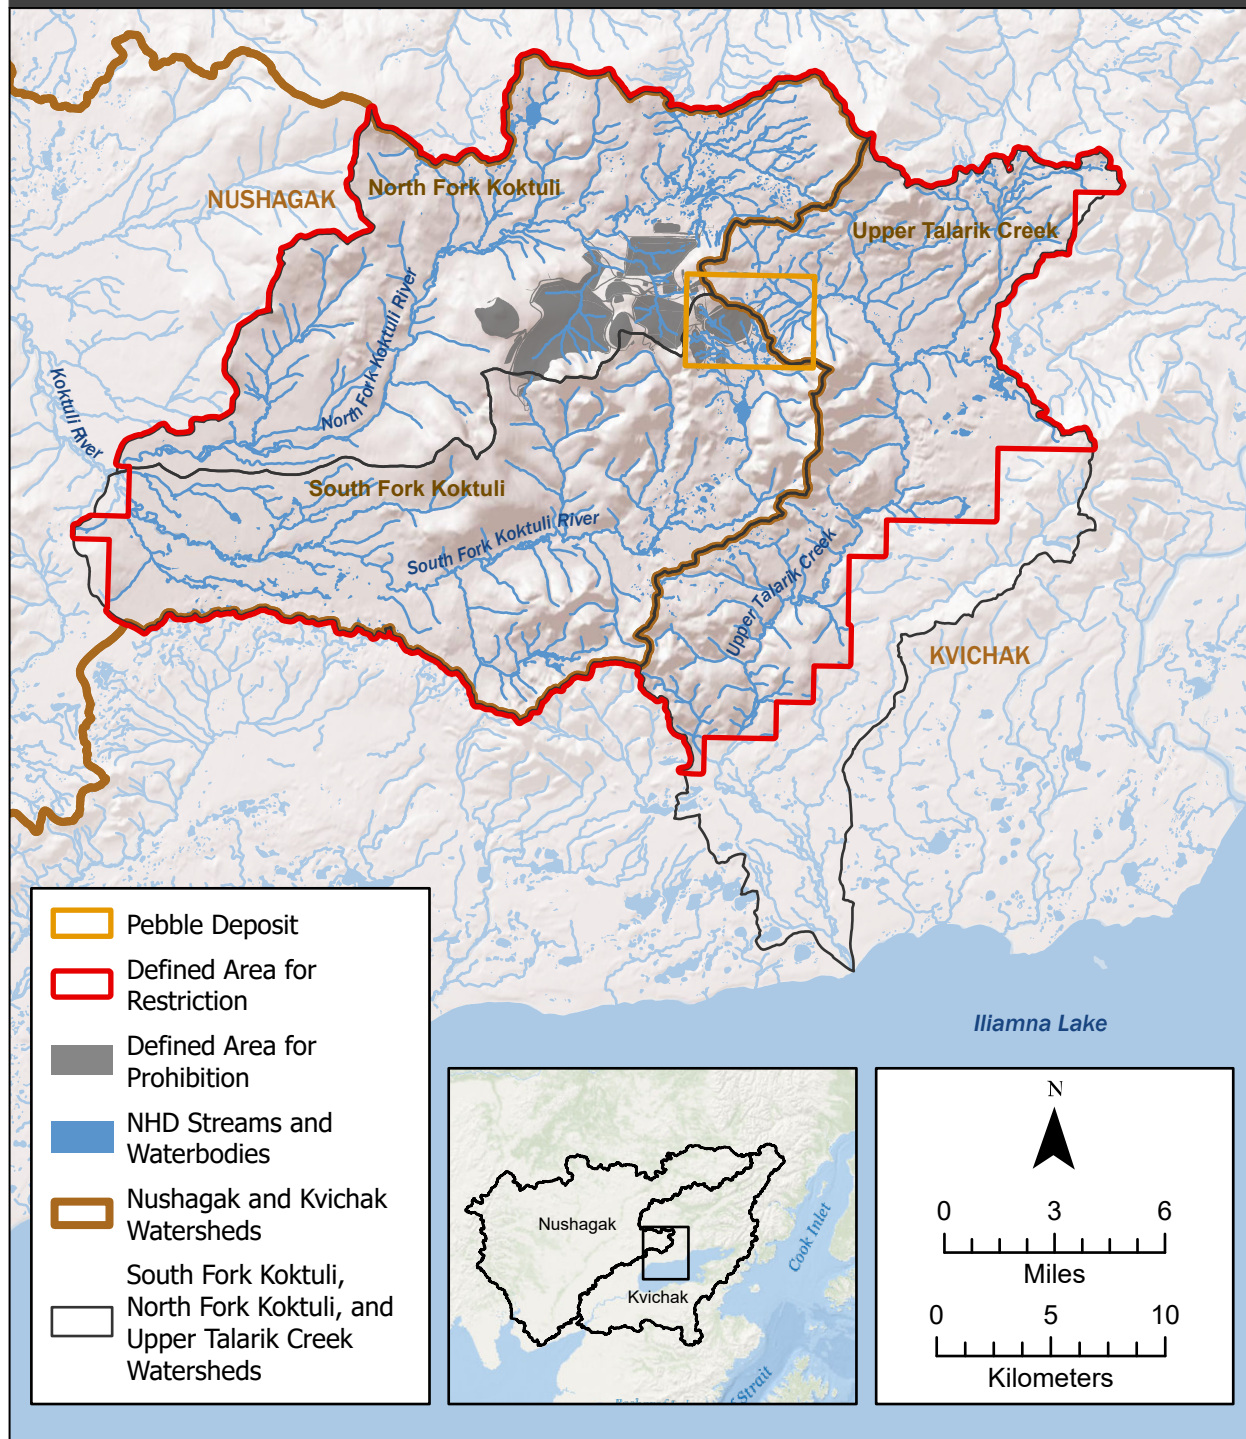 NUSHAGAK
North Fork Koktuli
Upper Talarik Creek
North Fork Koktuli River
Koktuli River
South Fork Koktuli
South Fork Koktuli River
Upper Talarik Creek
KVICHAK
Iliamna Lake
Pebble Deposit
Defined Area for
Restriction
Defined Area for
Prohibition
NHD Streams and
Waterbodies
Nushagak and Kvichak
Watersheds
South Fork Koktuli,
North Fork Koktuli, and
Upper Talarik Creek
Watersheds
Nushagak
Kvichak
Cook Inlet
Strait
N
0 3 6
Miles
0 5 10
Kilometers